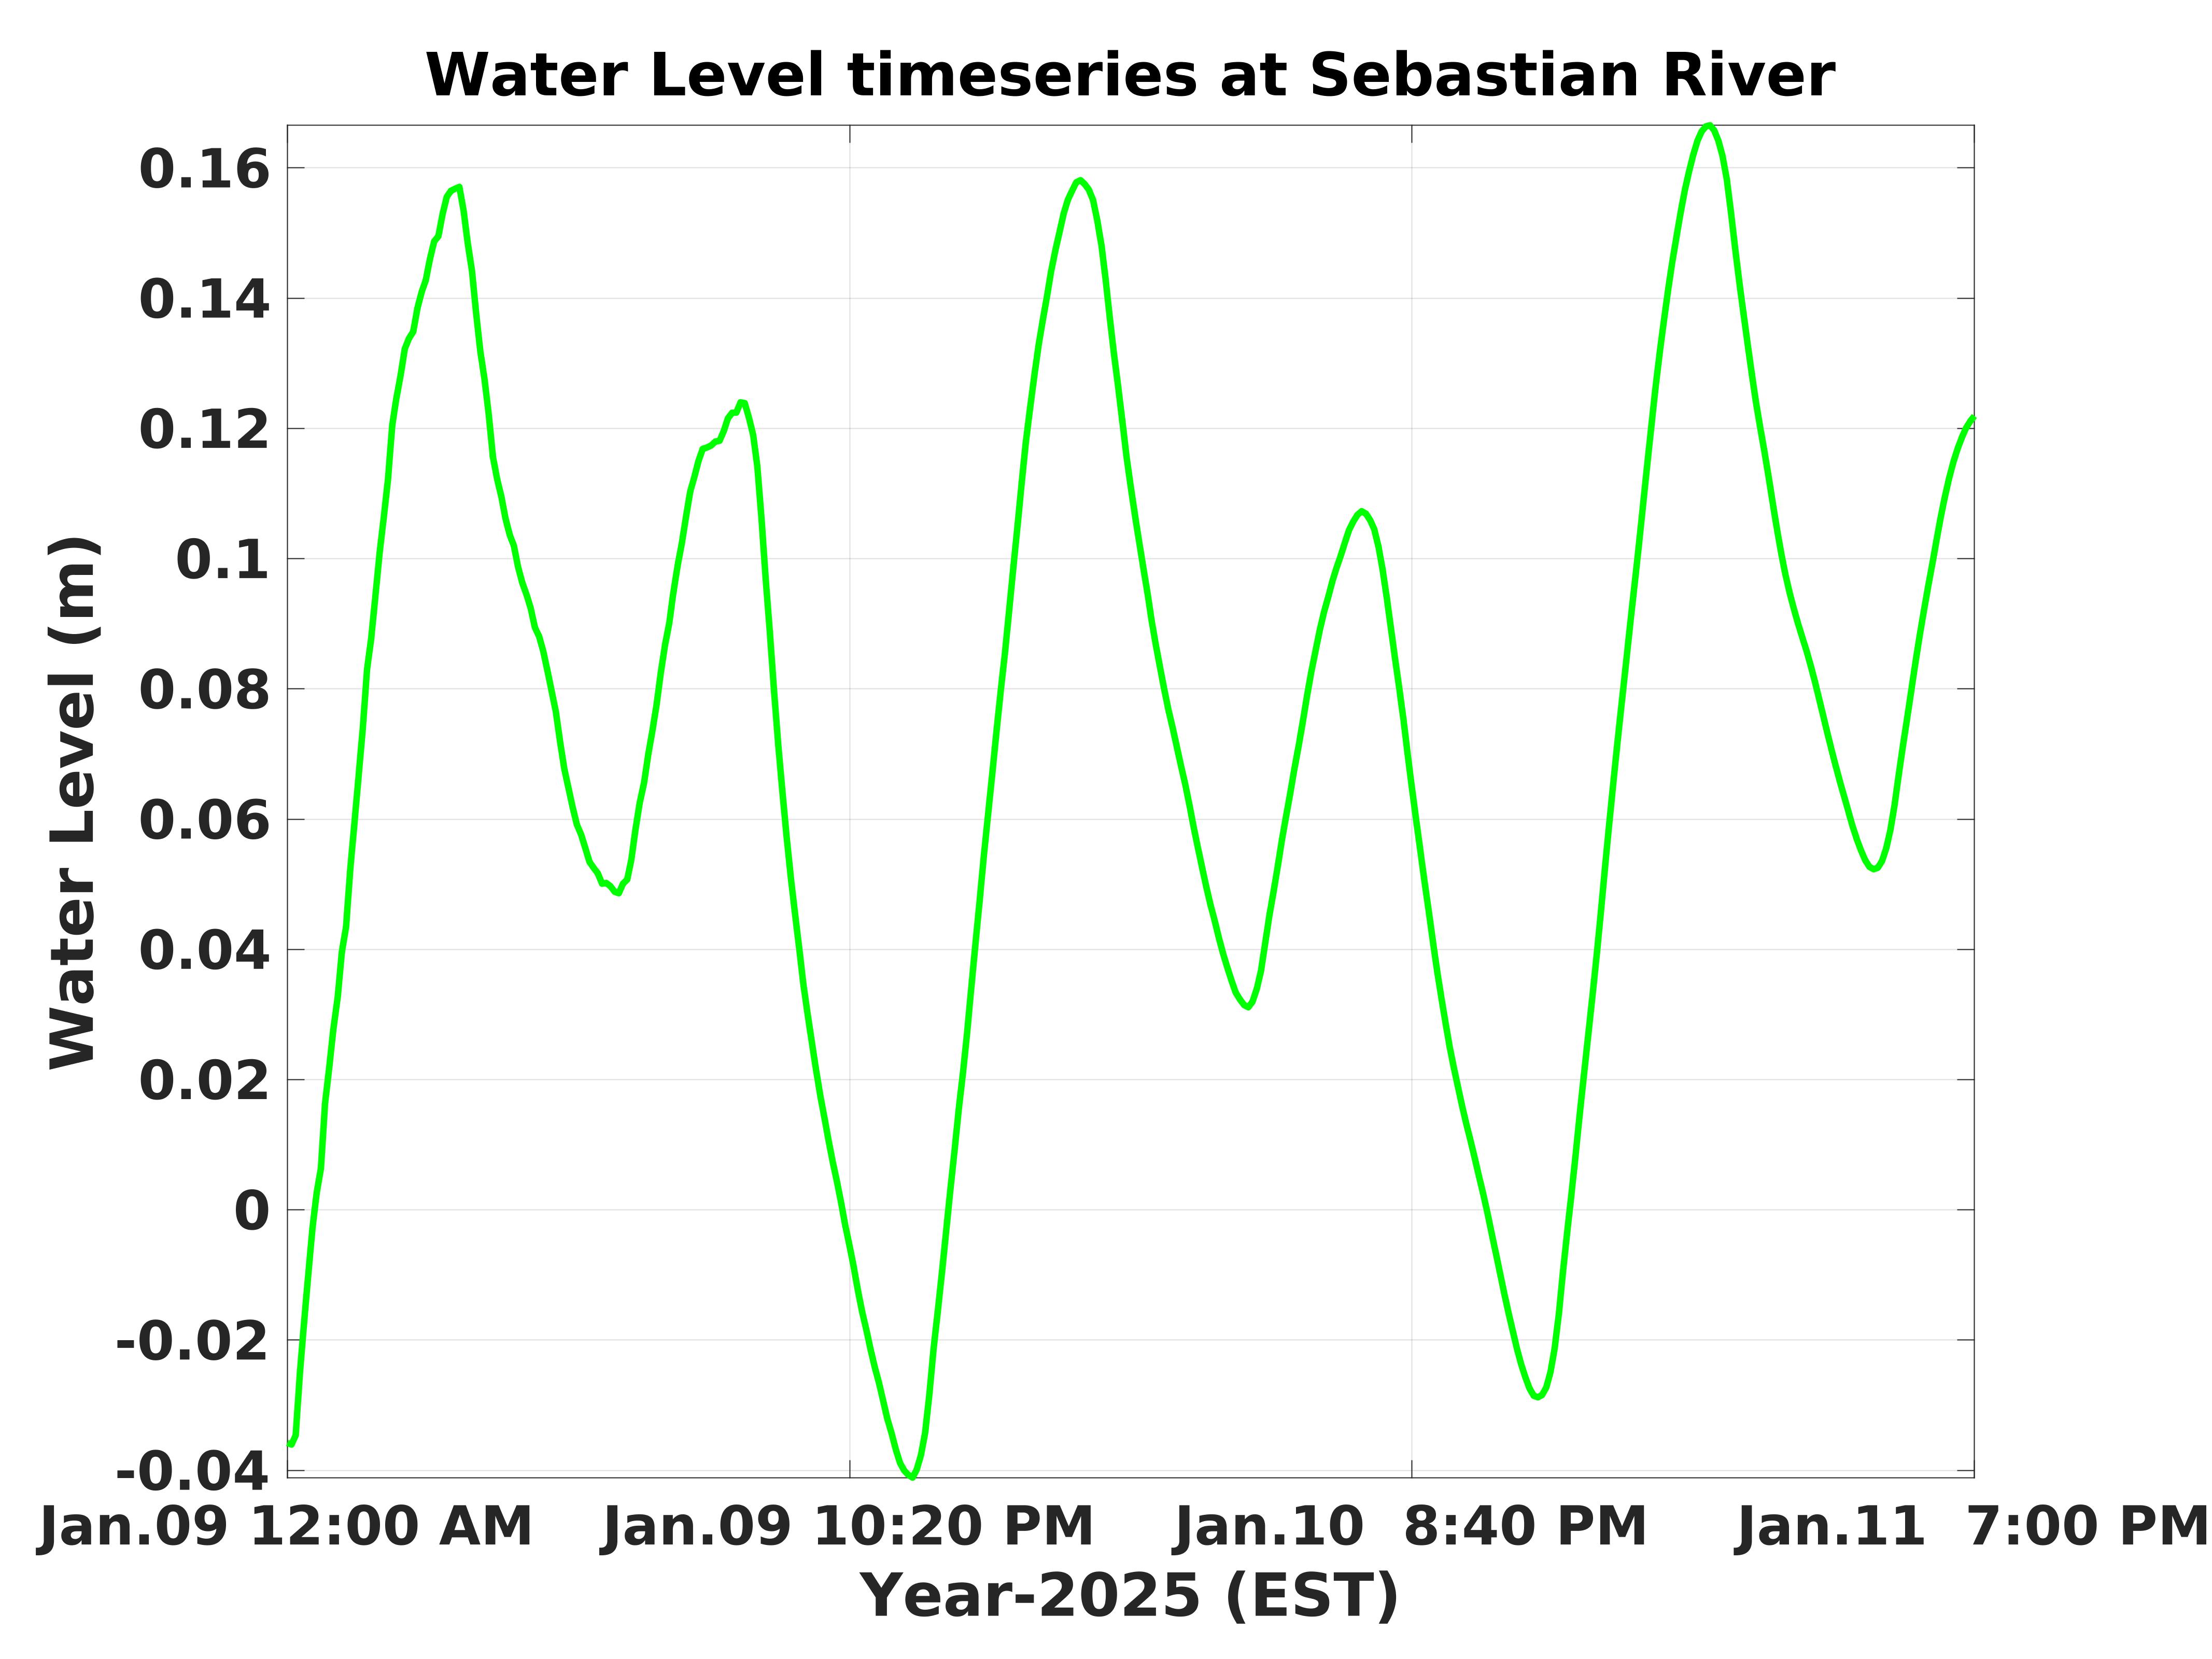 Water Level timeseries at Sebastian River
0.16
0.14
0.12
0.1
0.08
0.06
0.04
0.02
0
-0.02
-0.04
Water Level (m)
Jan.09 12:00 AM Jan.09 10:20 PM Jan.10 8:40 PM Jan.11 7:00 PM
Year-2025 (EST)